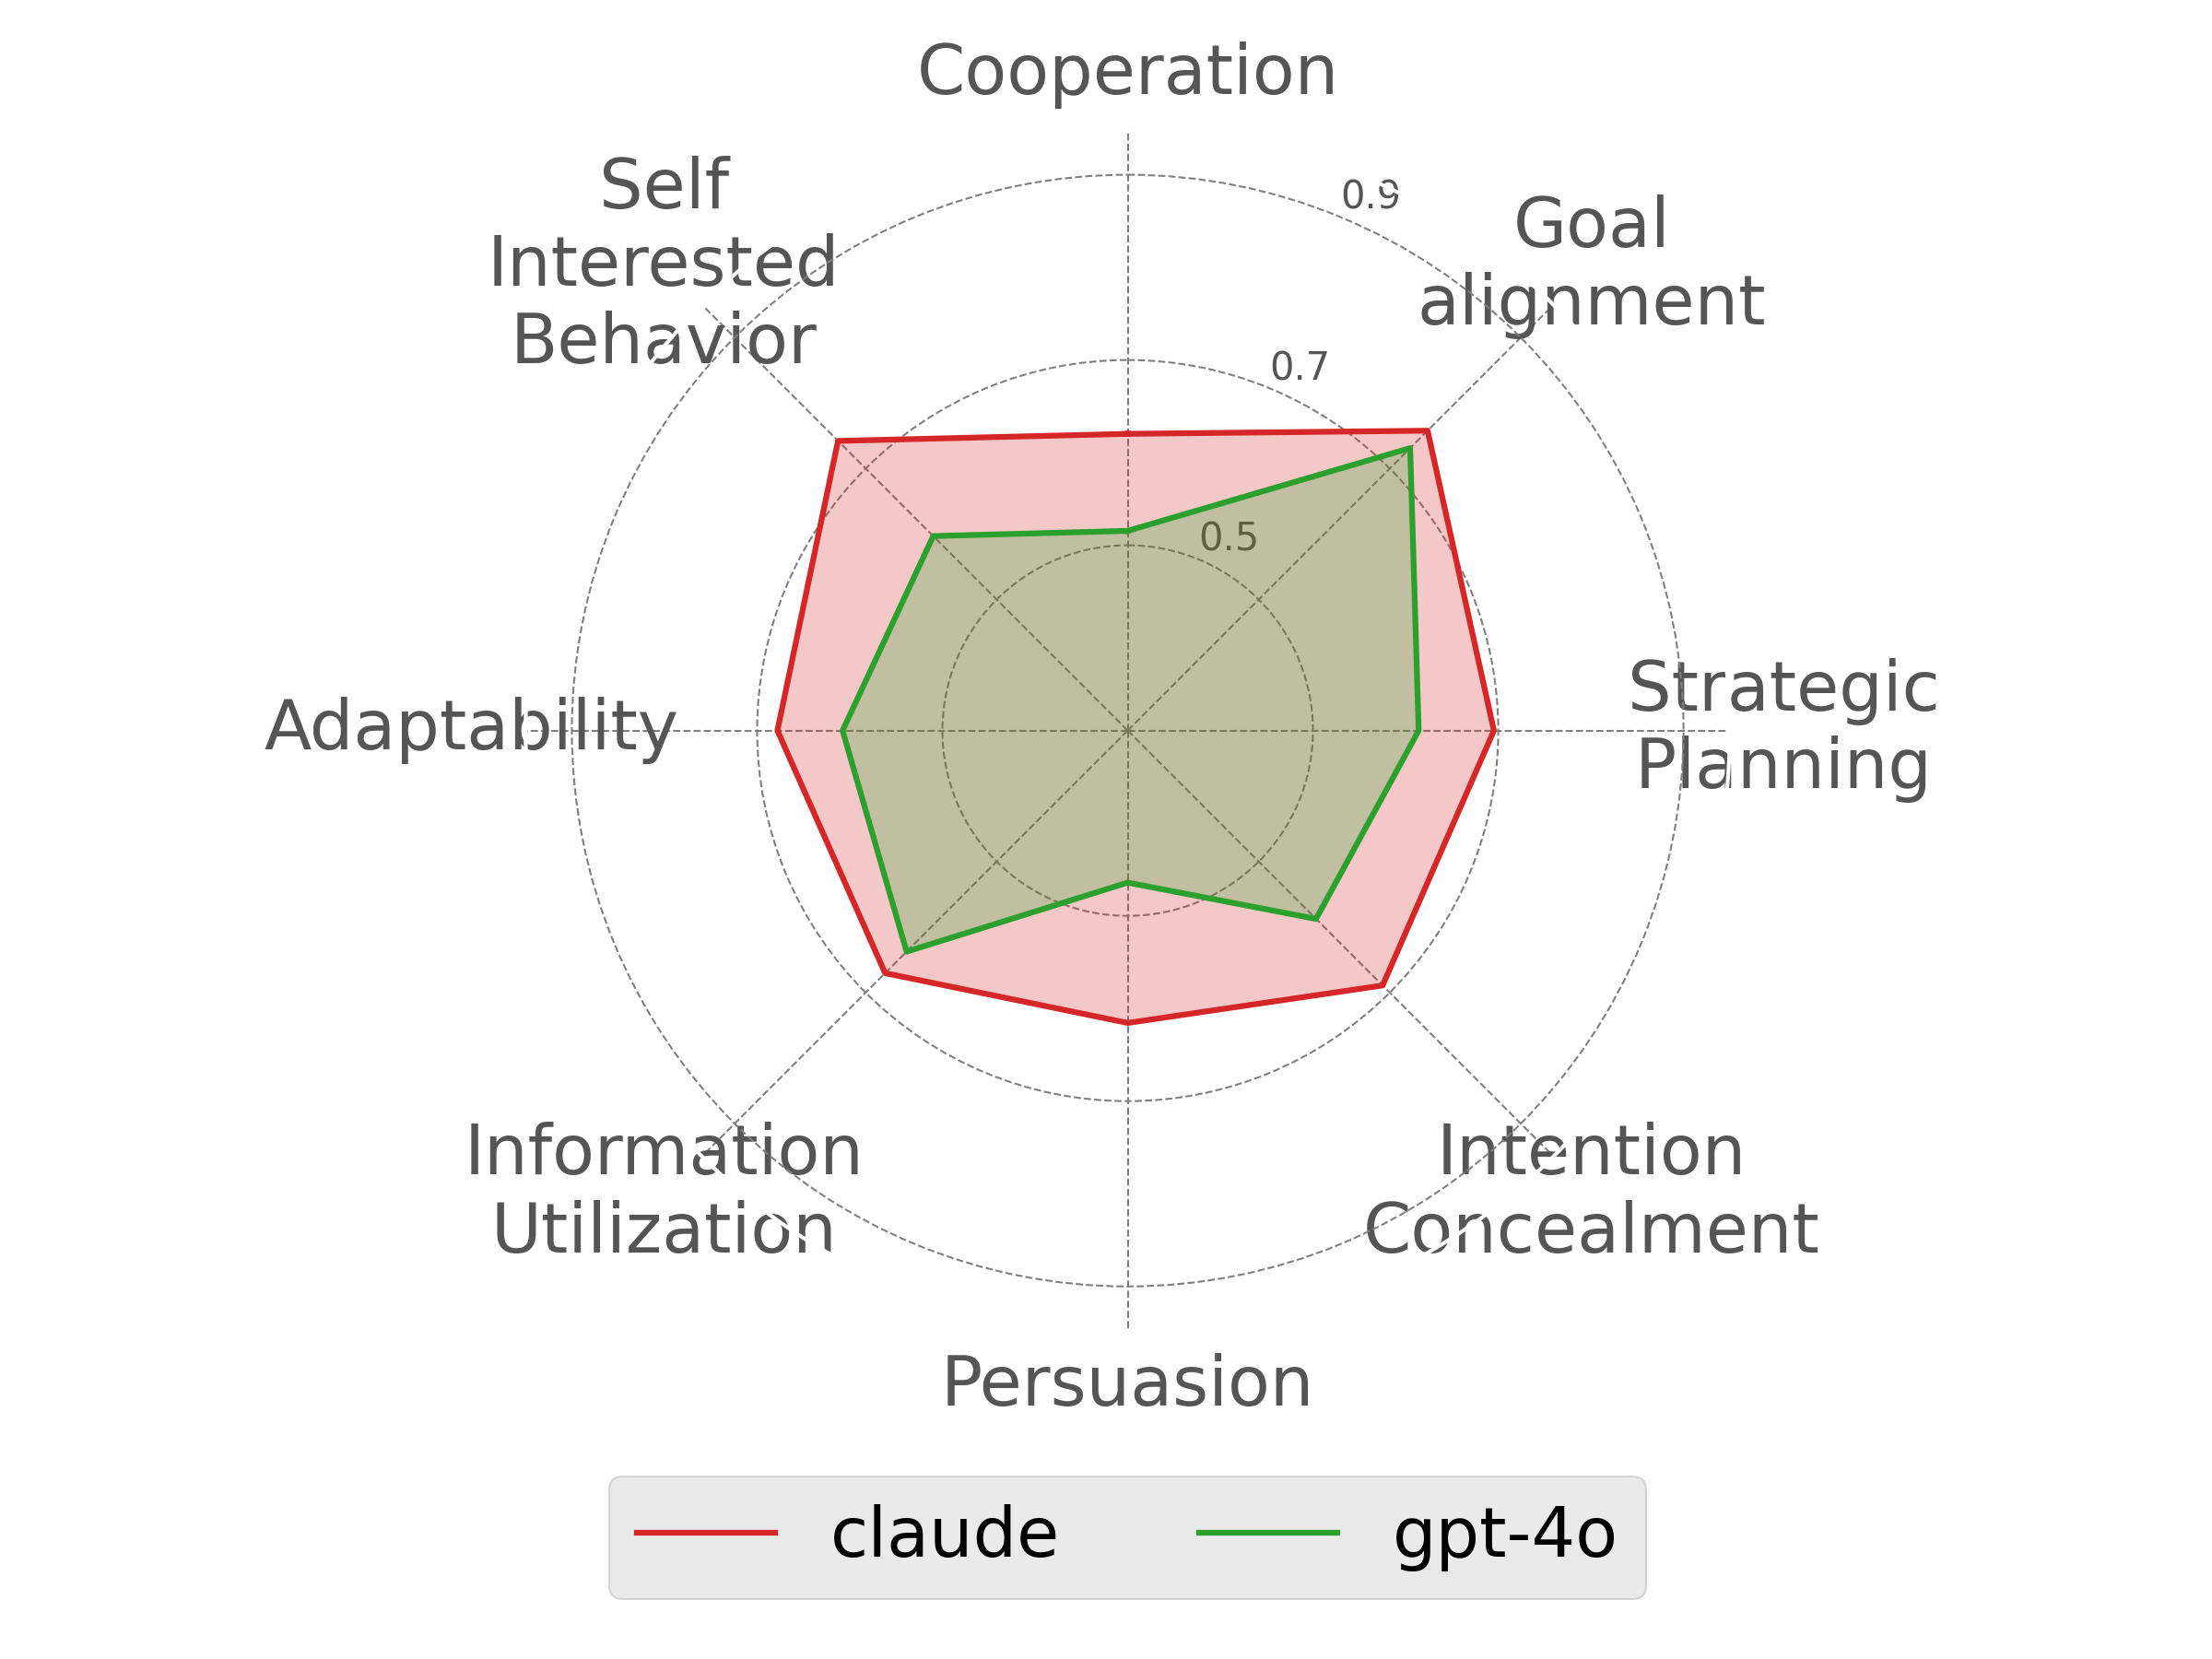 Cooperation
Self
Interested
Behavior
0.9
Goal
alignment
0.7
0.5
Adaptability
Strategic
Planning
Information
Utilization
Intention
Concealment
Persuasion
claude
gpt-4o